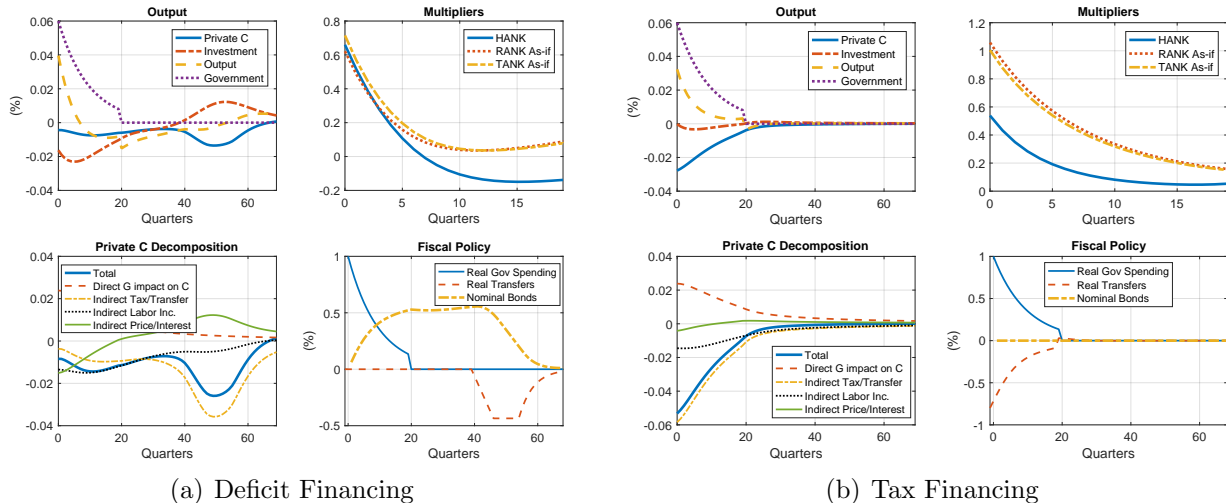 Output
0.06
0.04
0.02
0
-0.02
0.04
(%)
0
20
40
60
Quarters
Private C
Investment
Output
Government
Multipliers
0.8
0.6
0.4
0.2
0
-0.2
0
5
10
15
Quarters
HANK
RANK As-if
TANK As-if
Private C Decomposition
0.04
0.02
0
-0.02
-0.04
0
20
40
60
Quarters
Total
Direct G impact on C
Indirect Tax/Transfer
Indirect Labor Inc.
Indirect Price/Interest
Fiscal Policy
1
0.5
0
-0.5
(%)
0
20
40
60
Quarters
Real Gov Spending
Real Transfers
Nominal Bonds
(a) Deficit Financing
Output
0.06
0.04
0.02
0
-0.02
0.04
(%)
0
20
40
60
Quarters
Private C
Investment
Output
Government
Multipliers
1.2
1
0.8
0.6
0.4
0.2
0
0
5
10
15
Quarters
HANK
RANK As-if
TANK As-if
Private C Decomposition
0.04
0.02
0
-0.02
-0.04
-0.06
0
20
40
60
Quarters
Total
Direct G impact on C
Indirect Tax/Transfer
Indirect Labor Inc.
Indirect Price/Interest
Fiscal Policy
1
0.5
0
-0.5
-1
(%)
0
20
40
60
Quarters
Real Gov Spending
Real Transfers
Nominal Bonds
(b) Tax Financing